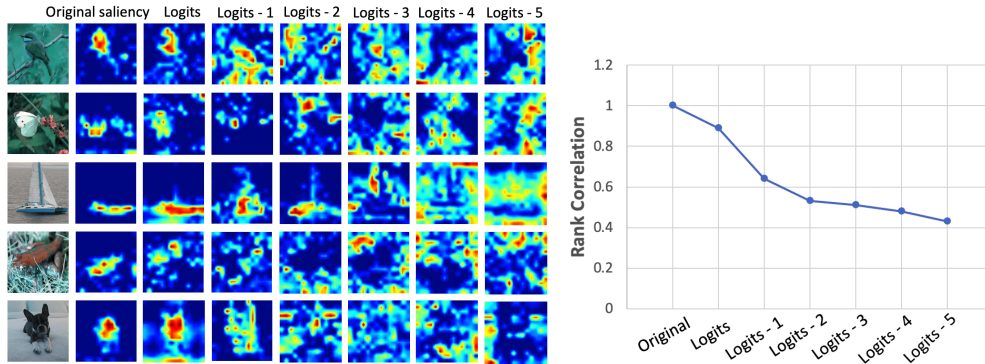 Original saliency Logits Logits - 1 Logits - 2 Logits - 3 Logits - 4 Logits - 5
1.2
1
0.8
0.6
0.4
0.2
0
Rank Correlation
Original Logits Logits - 1 Logits - 2 Logits - 3 Logits - 4 Logits - 5